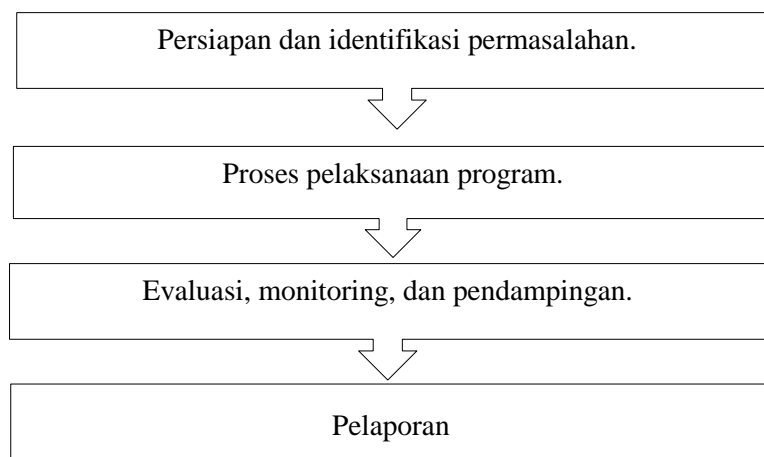 Persiapan dan identifikasi permasalahan.
Proses pelaksanaan program.
Evaluasi, monitoring, dan pendampingan.
Pelaporan